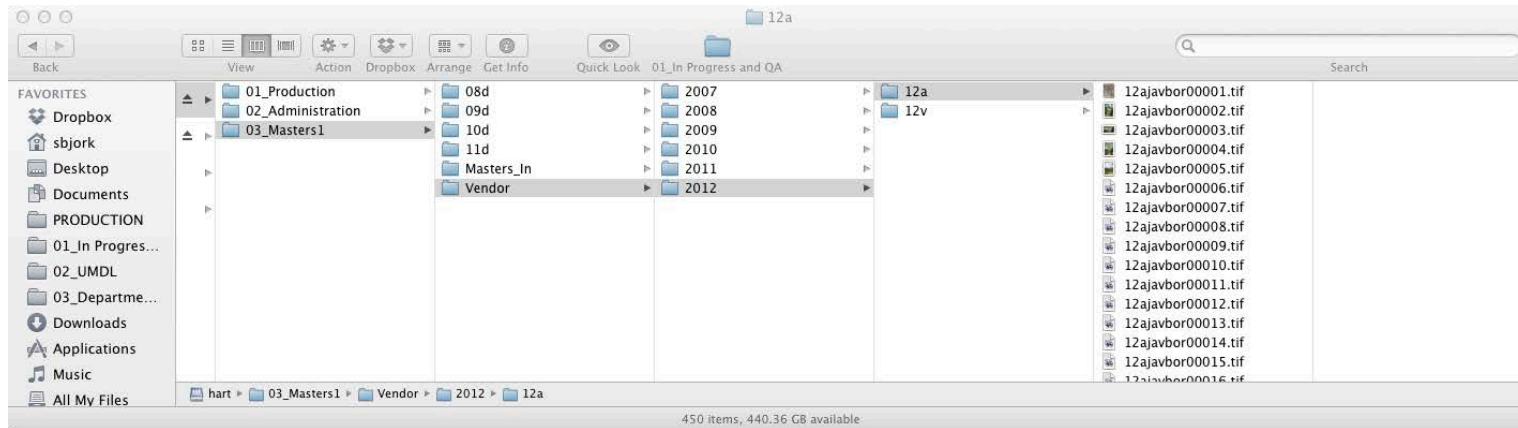 12a
Back
View
Action
Dropbox
Arrange
Get Info
Quick Look
01_In Progress and QA
Search
FAVORITES
Dropbox
sbjork
Desktop
Documents
PRODUCTION
01_In Progres...
02_UMDL
03_Departme...
Downloads
Applications
Music
All My Files
01_Production
02_Administration
03_Masters1
08d
09d
10d
11d
Masters_In
Vendor
2007
2008
2009
2010
2011
2012
12a
12v
12ajavbor00001.tif
12ajavbor00002.tif
12ajavbor00003.tif
12ajavbor00004.tif
12ajavbor00005.tif
12ajavbor00006.tif
12ajavbor00007.tif
12ajavbor00008.tif
12ajavbor00009.tif
12ajavbor00010.tif
12ajavbor00011.tif
12ajavbor00012.tif
12ajavbor00013.tif
12ajavbor00014.tif
12ajavbor00015.tif
12ajavbor00016.tif
hart 03_Masters1 Vendor 2012 12a
450 items, 440.36 GB available